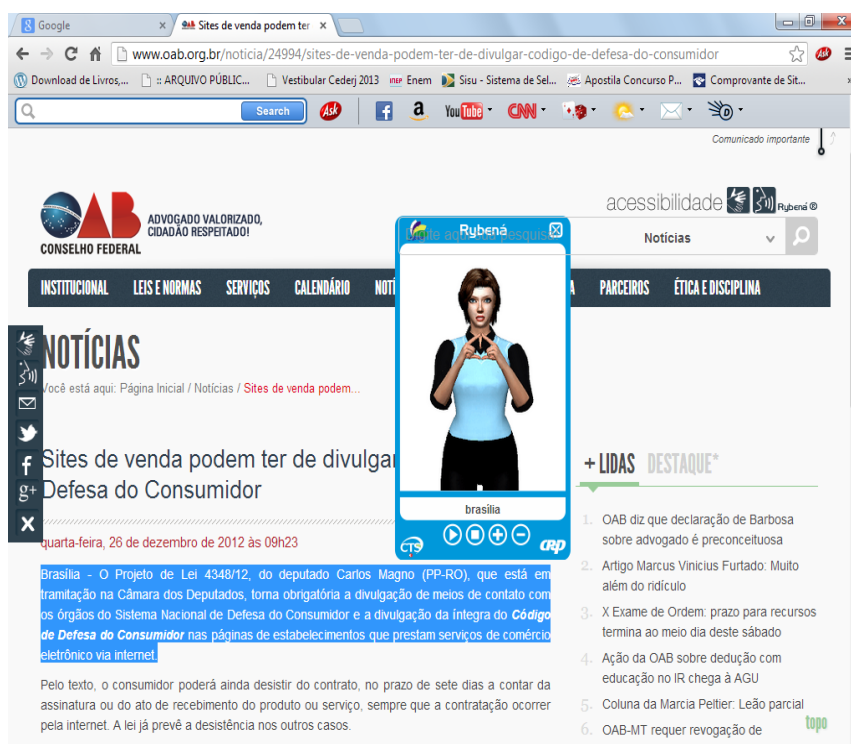 Google
Sites de venda podem ter
www.oab.org.br/noticia/24994/sites-de-venda-podem-ter-de-divulgar-codigo-de-defesa-do-consumidor
Download de Livros,...
:: ARQUIVO PÚBLIC...
Vestibular Cederj 2013
INEP Enem
Sisu - Sistema de Sel...
Apostila Concurso P...
Comprovante de Sit...
Search
Ask
a
YouTube
CNN
Comunicado importante
OAB
CONSELHO FEDERAL
ADVOGADO VALORIZADO,
CIDADÃO RESPEITADO!
acessibilidade
Rybená ®
Notícias
INSTITUCIONAL
LEIS E NORMAS
SERVIÇOS
CALENDÁRIO
PARCEIROS
ÉTICA E DISCIPLINA
Rybená
brasília
CTS
CRP
NOTÍCIAS
Você está aqui: Página Inicial / Notícias / Sites de venda podem...
Sites de venda podem ter de divulga
Defesa do Consumidor
quarta-feira, 26 de dezembro de 2012 às 09h23
Brasília - O Projeto de Lei 4348/12, do deputado Carlos Magno (PP-RO), que está em
tramitação na Câmara dos Deputados, torna obrigatória a divulgação de meios de contato com
os órgãos do Sistema Nacional de Defesa do Consumidor e a divulgação da íntegra do Código
de Defesa do Consumidor nas páginas de estabelecimentos que prestam serviços de comércio
eletrônico via internet.
Pelo texto, o consumidor poderá ainda desistir do contrato, no prazo de sete dias a contar da
assinatura ou do ato de recebimento do produto ou serviço, sempre que a contratação ocorrer
pela internet. A lei já prevê a desistência nos outros casos.
+ LIDAS
DESTAQUE*
1. OAB diz que declaração de Barbosa
sobre advogado é preconceituosa
2. Artigo Marcus Vinicius Furtado: Muito
além do ridículo
3. X Exame de Ordem: prazo para recursos
termina ao meio dia deste sábado
4. Ação da OAB sobre dedução com
educação no IR chega à AGU
5. Coluna da Marcia Peltier: Leão parcial
6. OAB-MT requer revogação de
topo